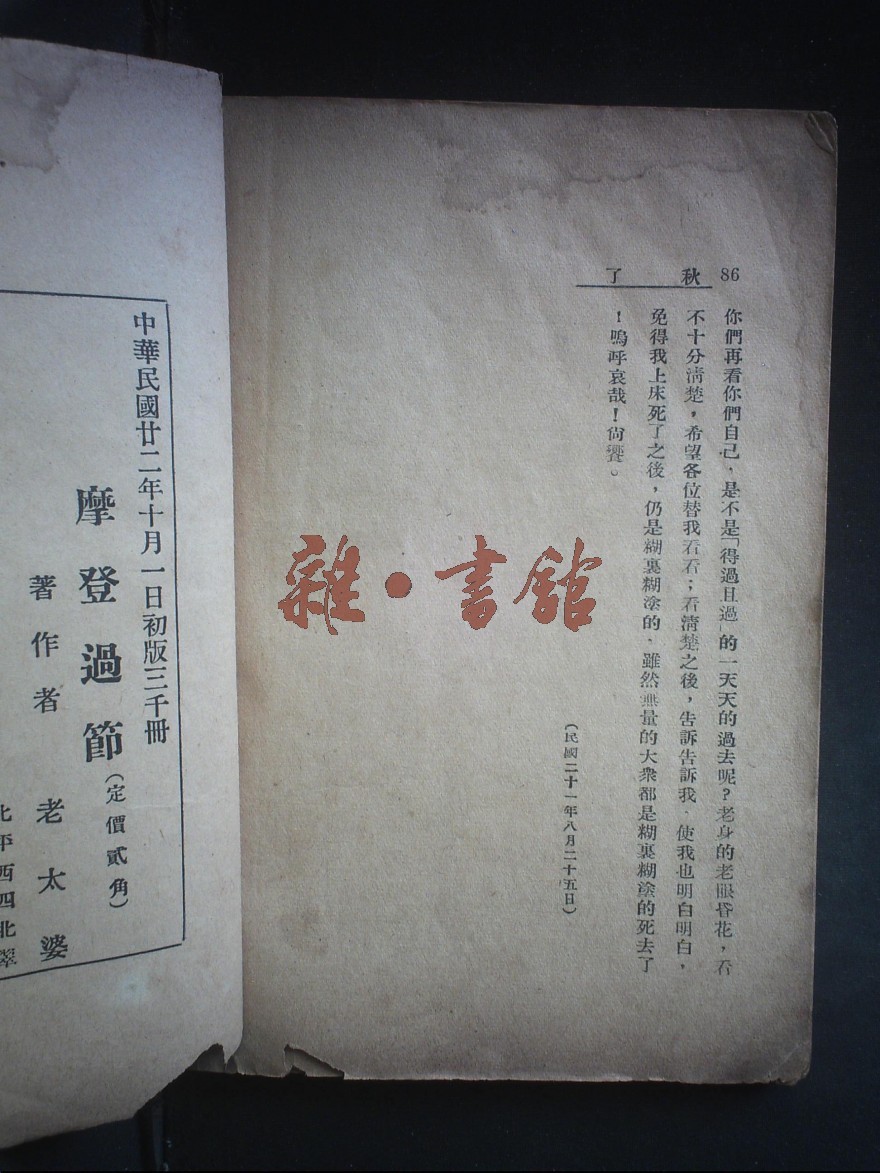 86 秋了
你們再看你們自己,是不是「得過且過」的一天天的過去呢?老身的老眼昏花,看
不十分淸楚,希望各位替我看看;看淸楚之後,告訴告訴我、使我也明白明白,
免得我上床死了之後,仍是糊裏糊塗的、雖然無量的大衆都是糊裏糊塗的死去了
!嗚呼哀哉!尙饗。
(民國二十一年八月二十五日)
雜·書館
中華民國廿二年十月一日初版三千冊
摩登過節(定價貳角)
著作者 老太婆
北平西四北翠